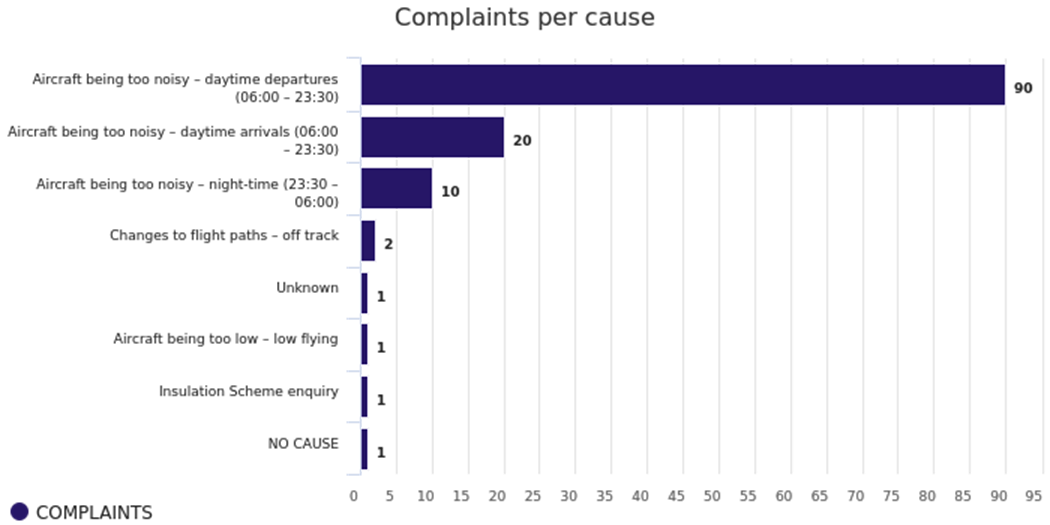 Complaints per cause
Aircraft being too noisy – daytime departures
(06:00 – 23:30)
90
Aircraft being too noisy – daytime arrivals (06:00
– 23:30)
20
Aircraft being too noisy – night-time (23:30 –
06:00)
10
Changes to flight paths – off track
2
Unknown
1
Aircraft being too low – low flying
1
Insulation Scheme enquiry
1
NO CAUSE
1
0 5 10 15 20 25 30 35 40 45 50 55 60 65 70 75 80 85 90 95
COMPLAINTS